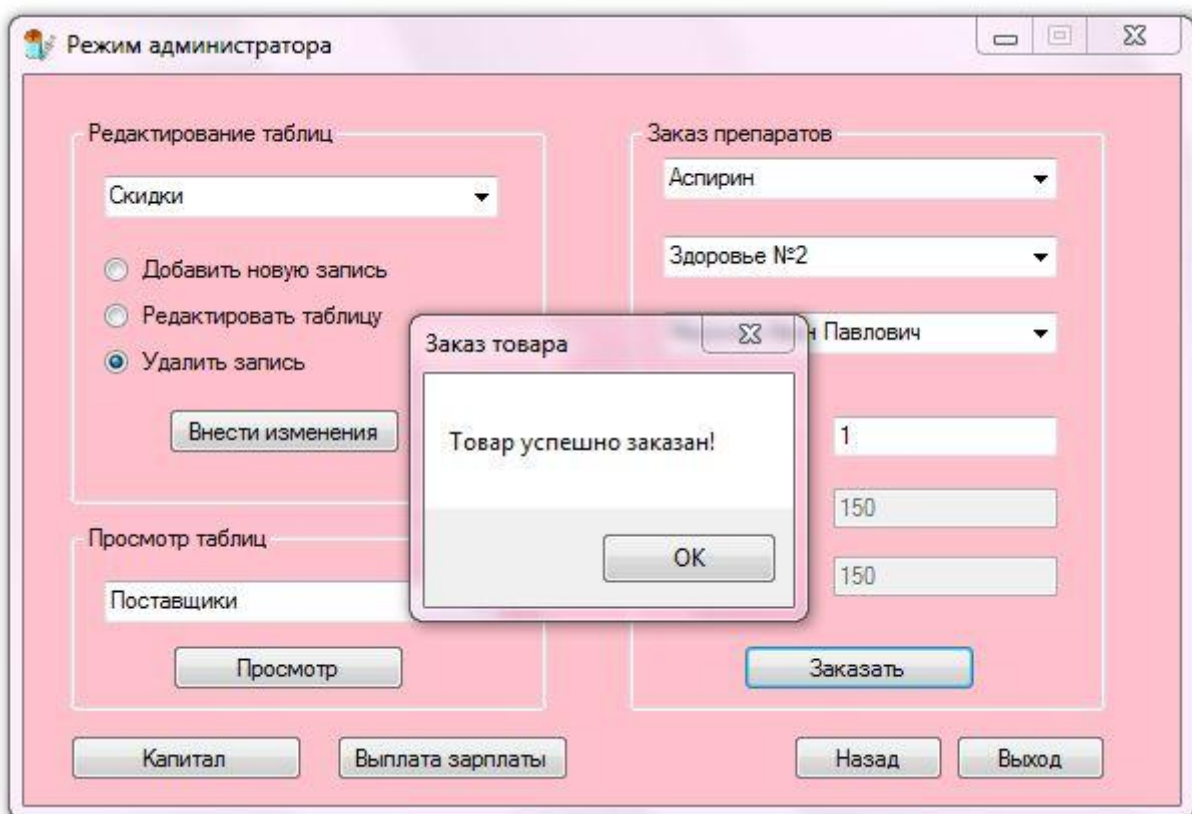 Режим администратора
Редактирование таблиц
Скидки
Добавить новую запись
Редактировать таблицу
Удалить запись
Внести изменения
Просмотр таблиц
Поставщики
Просмотр
Заказ препаратов
Аспирин
Здоровье №2
Павлович
1
150
150
Заказать
Заказ товара
Товар успешно заказан!
OK
Капитал
Выплата зарплаты
Назад
Выход